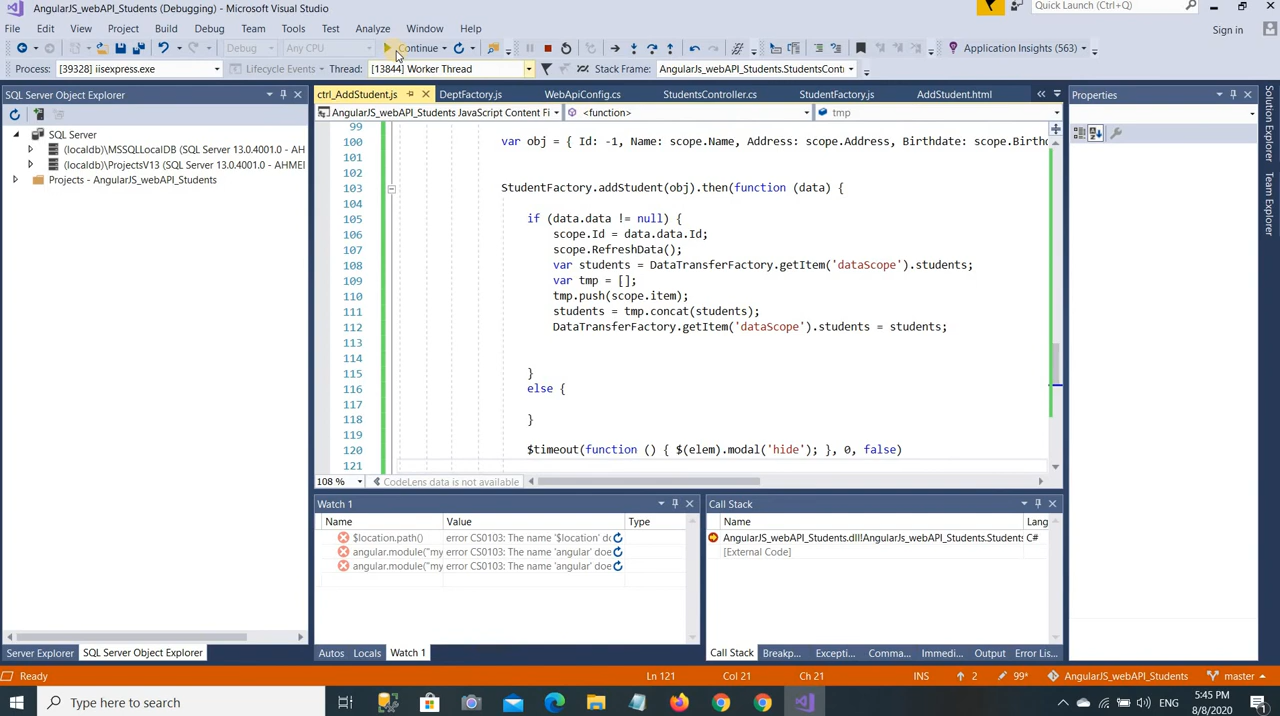 AngularJS_webAPI_Students (Debugging) - Microsoft Visual Studio
Quick Launch (Ctrl+Q)
File Edit View Project Build Debug Team Tools Test Analyze Window Help
Sign in
Debug Any CPU Continue Application Insights (563)
Process: [39328] iisexpress.exe Lifecycle Events Thread: [13844] Worker Thread Stack Frame: AngularJs_webAPI_Students.StudentsCont
SQL Server Object Explorer
SQL Server
(localdb)\MSSQLLocalDB (SQL Server 13.0.4001.0 - AH
(localdb)\ProjectsV13 (SQL Server 13.0.4001.0 - AHMEI
Projects - AngularJS_webAPI_Students
Server Explorer SQL Server Object Explorer
ctrl_AddStudent.js DeptFactory.js WebApiConfig.cs StudentsController.cs StudentFactory.js AddStudent.html
AngularJS_webAPI_Students JavaScript Content Fi <function> tmp
99
100 var obj = { Id: -1, Name: scope.Name, Address: scope.Address, Birthdate: scope.Birth
101
102
103 StudentFactory.addStudent(obj).then(function (data) {
104
105 if (data.data != null) {
106 scope.Id = data.data.Id;
107 scope.RefreshData();
108 var students = DataTransferFactory.getItem('dataScope').students;
109 var tmp = [];
110 tmp.push(scope.item);
111 students = tmp.concat(students);
112 DataTransferFactory.getItem('dataScope').students = students;
113
114
115 }
116 else {
117
118 }
119
120 $timeout(function () { $(elem).modal('hide'); }, 0, false)
121
108 % CodeLens data is not available
Properties
Solution Explorer
Team Explorer
Watch 1
Name Value Type
$location.path() error CS0103: The name '$location' do
angular.module("my error CS0103: The name 'angular' doe
angular.module("my error CS0103: The name 'angular' doe
Autos Locals Watch 1
Call Stack
Name Lang
AngularJS_webAPI_Students.dll!AngularJs_webAPI_Students.Students C#
[External Code]
Call Stack Breakp... Excepti... Comma... Immedi... Output Error Lis...
Ready Ln 121 Col 21 Ch 21 INS 2 99* AngularJS_webAPI_Students master
Type here to search
ENG
5:45 PM
8/8/2020